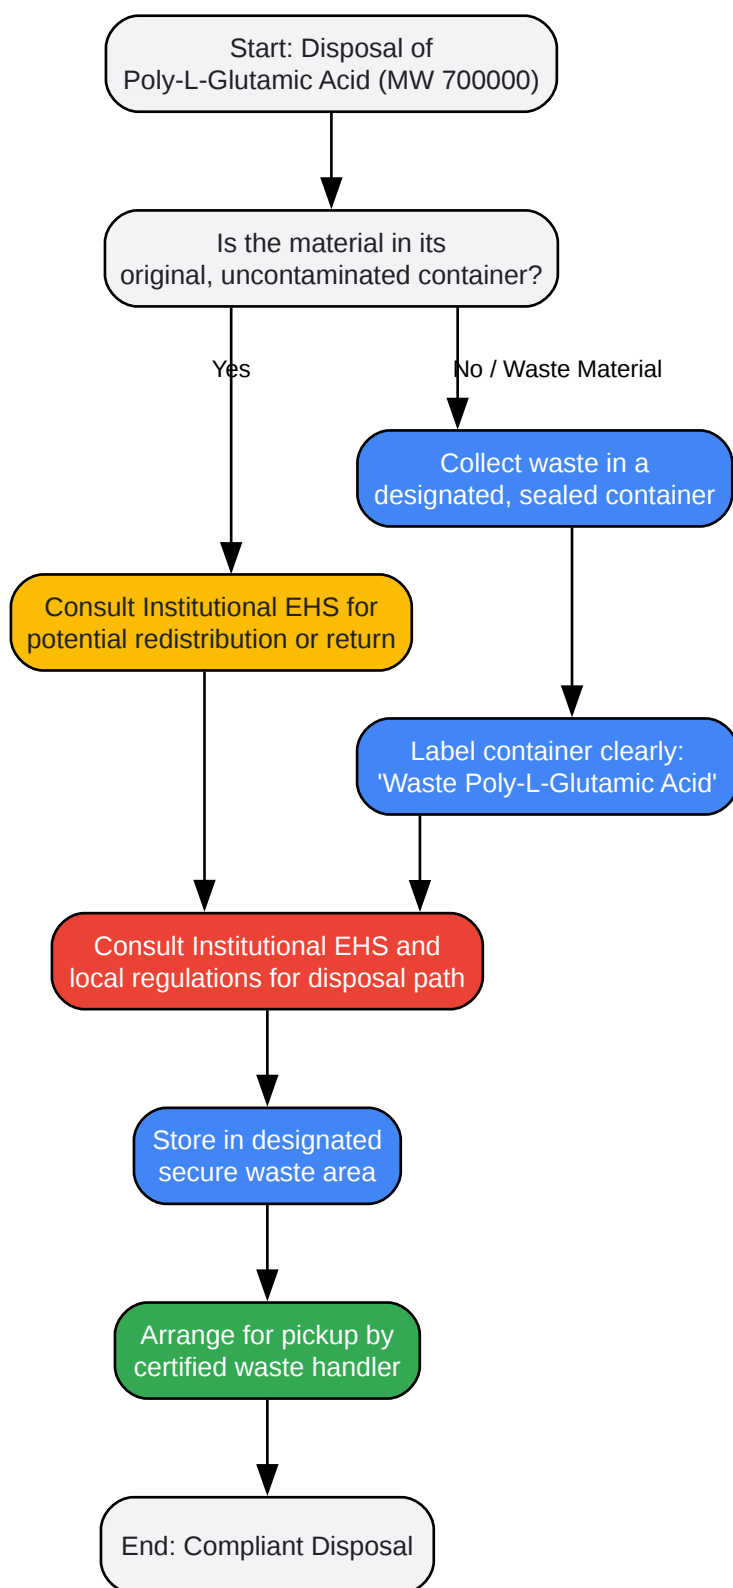 Start: Disposal of
Poly-L-Glutamic Acid (MW 700000)
Is the material in its
original, uncontaminated container?
Yes
No / Waste Material
Collect waste in a
designated, sealed container
Consult Institutional EHS for
potential redistribution or return
Label container clearly:
'Waste Poly-L-Glutamic Acid'
Consult Institutional EHS and
local regulations for disposal path
Store in designated
secure waste area
Arrange for pickup by
certified waste handler
End: Compliant Disposal